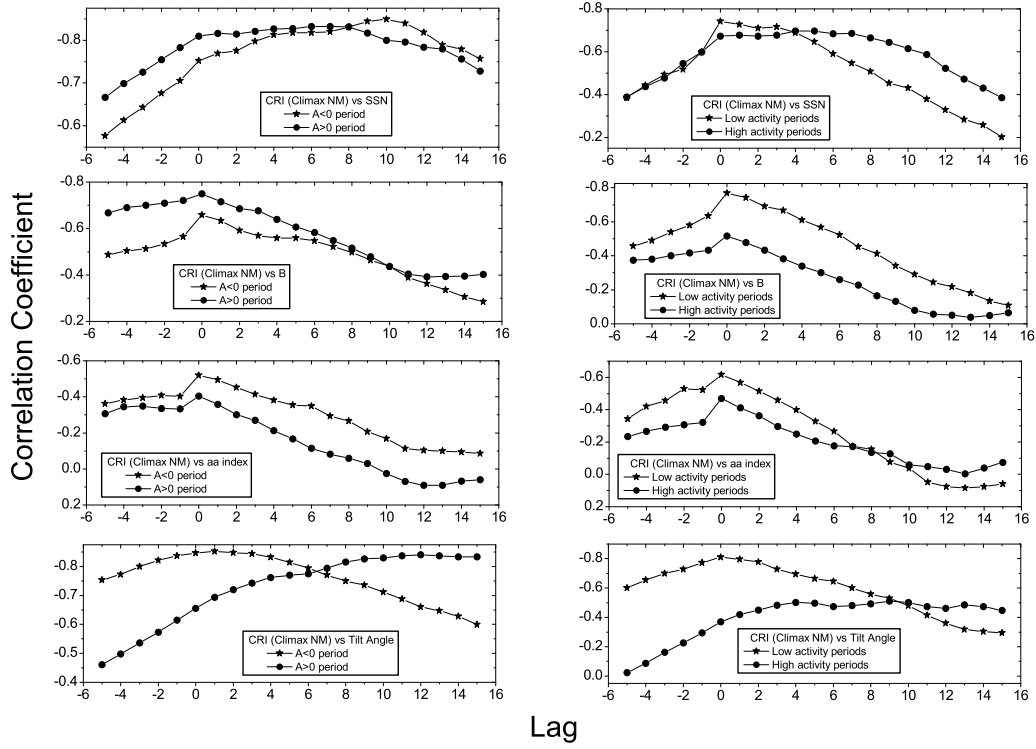 Correlation Coefficient
-0.8
-0.7
-0.6
CRI (Climax NM) vs SSN
A<0 period
A>0 period
-6 -4 -2 0 2 4 6 8 10 12 14 16
-0.8
-0.6
-0.4
-0.2
CRI (Climax NM) vs SSN
Low activity periods
High activity periods
-6 -4 -2 0 2 4 6 8 10 12 14 16
-0.8
-0.6
-0.4
-0.2
CRI (Climax NM) vs B
A<0 period
A>0 period
-6 -4 -2 0 2 4 6 8 10 12 14 16
-0.8
-0.6
-0.4
-0.2
0.0
CRI (Climax NM) vs B
Low activity periods
High activity periods
-6 -4 -2 0 2 4 6 8 10 12 14 16
-0.6
-0.4
-0.2
0.0
0.2
CRI (Climax NM) vs aa index
A<0 period
A>0 period
-6 -4 -2 0 2 4 6 8 10 12 14 16
-0.6
-0.4
-0.2
0.0
0.2
CRI (Climax NM) vs aa index
Low activity periods
High activity periods
-6 -4 -2 0 2 4 6 8 10 12 14 16
-0.8
-0.7
-0.6
-0.5
-0.4
CRI (Climax NM) vs Tilt Angle
A<0 period
A>0 period
-6 -4 -2 0 2 4 6 8 10 12 14 16
-0.8
-0.6
-0.4
-0.2
0.0
CRI (Climax NM) vs Tilt Angle
Low activity periods
High activity periods
-6 -4 -2 0 2 4 6 8 10 12 14 16
Lag